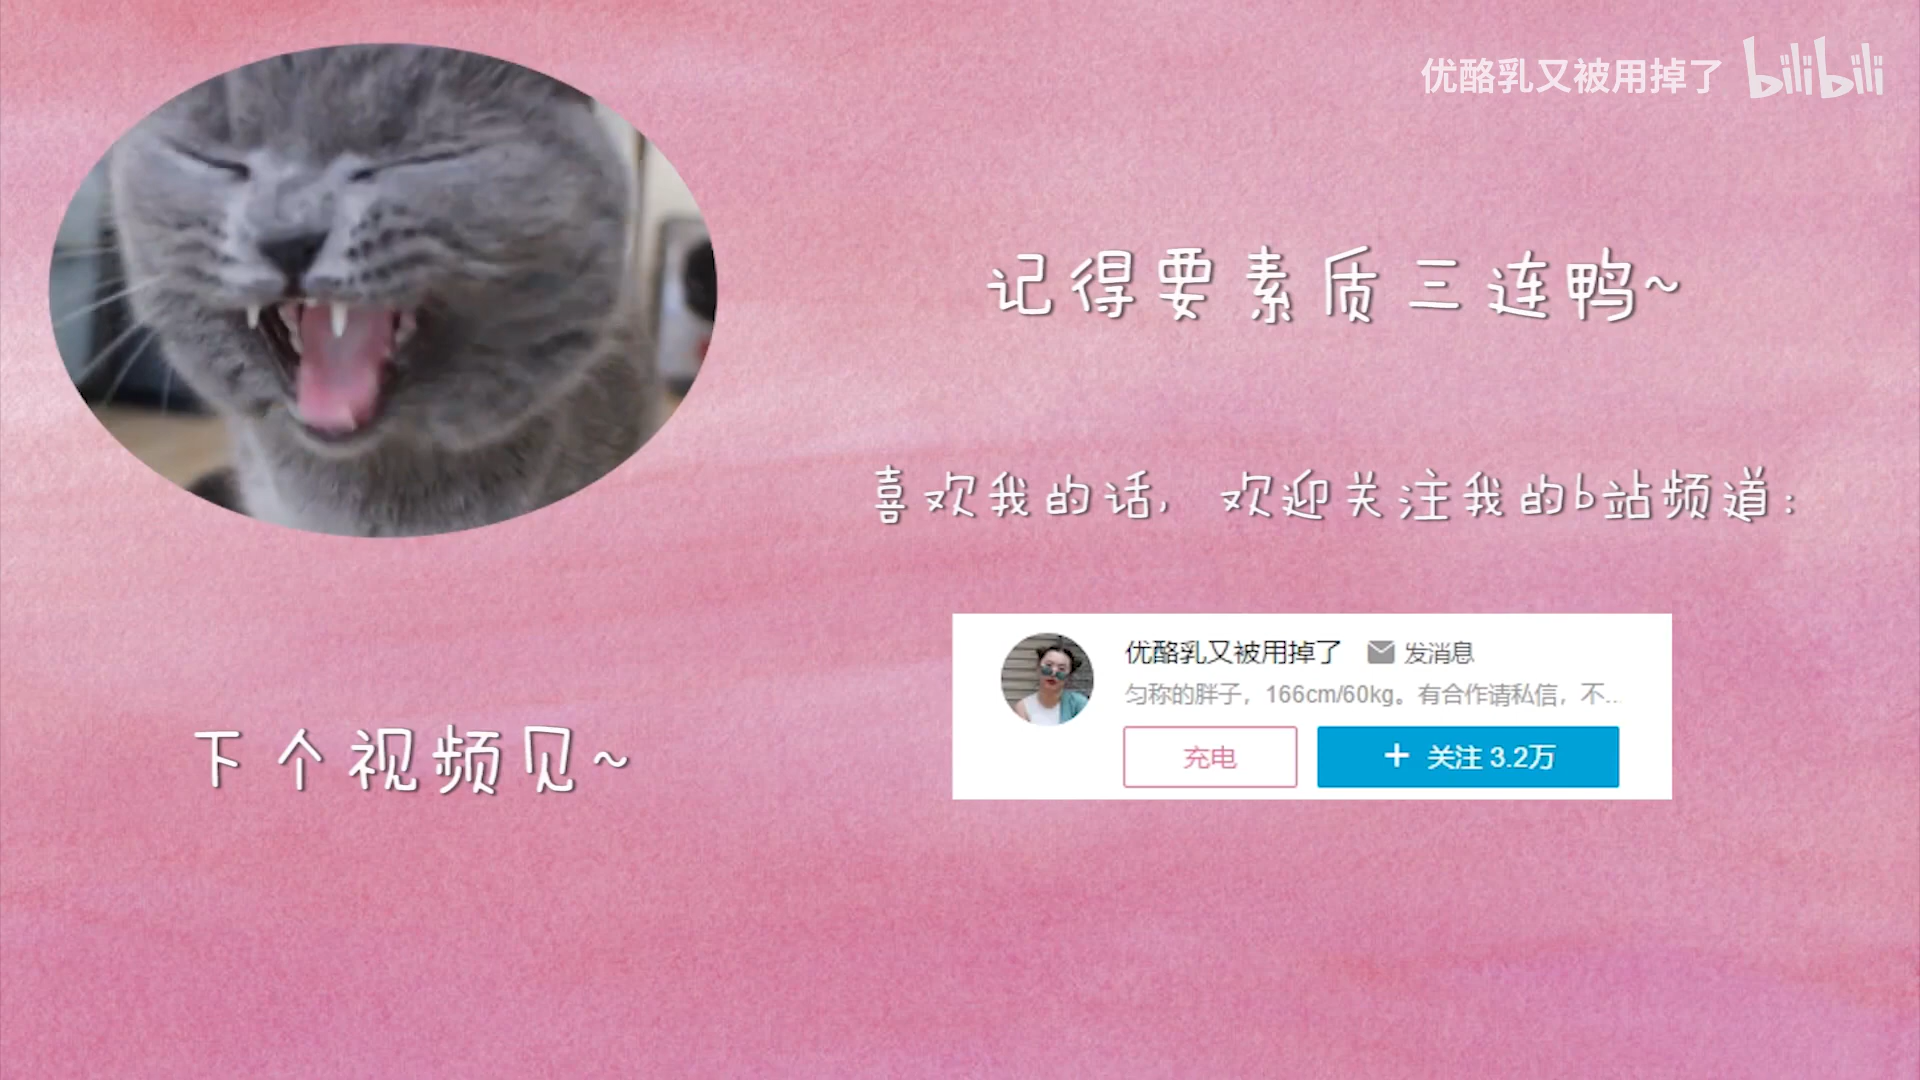 优酪乳又被用掉了 bilibili
记得要素质三连鸭~
喜欢我的话，欢迎关注我的b站频道：
优酪乳又被用掉了 发消息
匀称的胖子，166cm/60kg。有合作请私信，不...
充电 + 关注 3.2万
下个视频见~